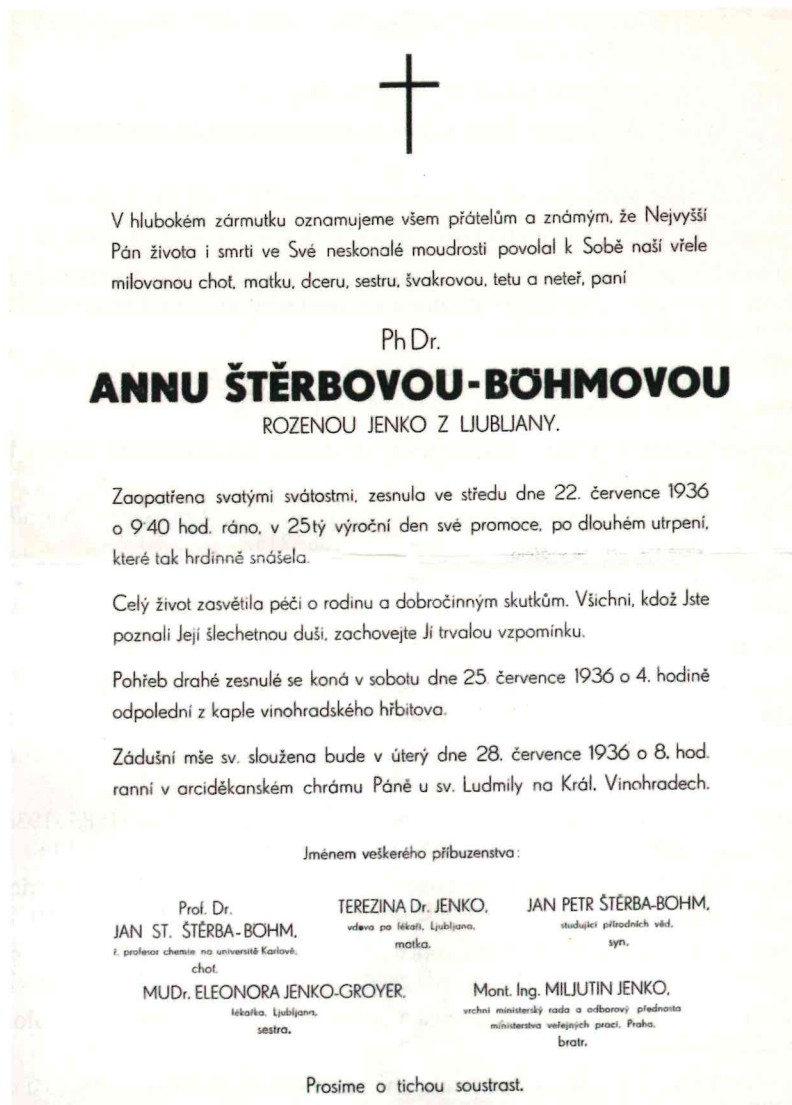 V hlubokém zármutku oznamujeme všem přátelům a známým, že Nejvyšší
Pán života i smrti ve Své neskonalé moudrosti povolal k Sobě naší vřele
milovanou choť, matku, dceru, sestru, švakrovou, tetu a neteř, paní
Ph Dr.
ANNU ŠTĚRBOVOU-BÖHMOVOU
ROZENOU JENKO Z LJUBLJANY.
Zaopatřena svatými svátostmi, zesnula ve středu dne 22. července 1936
o 9·40 hod. ráno, v 25tý výroční den své promoce, po dlouhém utrpení,
které tak hrdinně snášela.
Celý život zasvětila péči o rodinu a dobročinným skutkům. Všichni, kdož Jste
poznali Její šlechetnou duši, zachovejte Jí trvalou vzpomínku.
Pohřeb drahé zesnulé se koná v sobotu dne 25. července 1936 o 4. hodině
odpolední z kaple vinohradského hřbitova.
Zádušní mše sv. sloužena bude v úterý dne 28. července 1936 o 8. hod.
ranní v arciděkanském chrámu Páně u sv. Ludmily na Král. Vinohradech.
Jménem veškerého příbuzenstva:
Prof. Dr.
JAN ST. ŠTĚRBA-BÖHM,
ř. profesor chemie na universitě Karlově,
choť.
TEREZINA Dr. JENKO,
vdova po lékaři, Ljubljana,
matka.
JAN PETR ŠTĚRBA-BÖHM,
studující přírodních věd,
syn.
MUDr. ELEONORA JENKO-GROYER,
lékařka, Ljubljana,
sestra.
Mont. Ing. MILJUTIN JENKO,
vrchní ministerský rada a odborový přednosta
ministerstva veřejných prací, Praha,
bratr.
Prosíme o tichou soustrast.